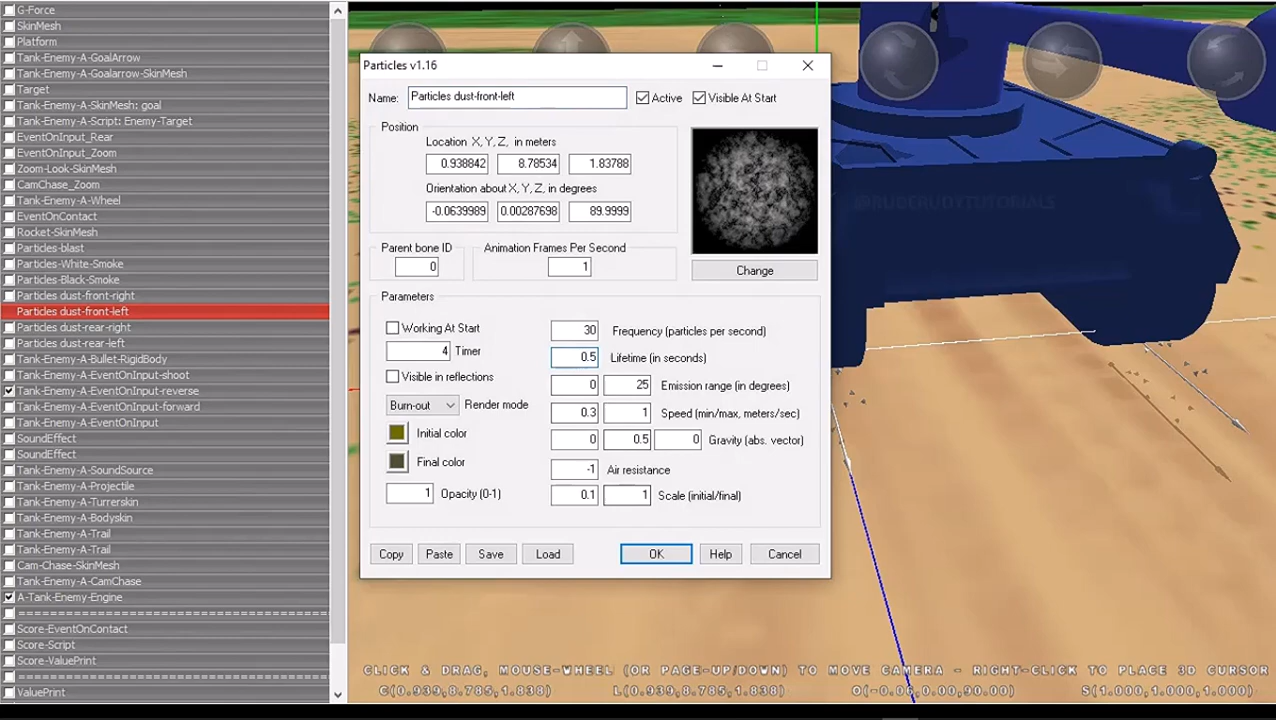 G-Force
SkinMesh
Platform
Tank-Enemy-A-GoalArrow
Tank-Enemy-A-Goalarrow-SkinMesh
Target
Tank-Enemy-A-SkinMesh: goal
Tank-Enemy-A-Script: Enemy-Target
EventOnInput_Rear
EventOnInput_Zoom
Zoom-Look-SkinMesh
CamChase_Zoom
Tank-Enemy-A-Wheel
EventOnContact
Rocket-SkinMesh
Particles-blast
Particles-White-Smoke
Particles-Black-Smoke
Particles dust-front-right
Particles dust-front-left
Particles dust-rear-right
Particles dust-rear-left
Tank-Enemy-A-Bullet-RigidBody
Tank-Enemy-A-EventOnInput-shoot
Tank-Enemy-A-EventOnInput-reverse
Tank-Enemy-A-EventOnInput-forward
Tank-Enemy-A-EventOnInput
SoundEffect
SoundEffect
Tank-Enemy-A-SoundSource
Tank-Enemy-A-Projectile
Tank-Enemy-A-Turrerskin
Tank-Enemy-A-Bodyskin
Tank-Enemy-A-Trail
Tank-Enemy-A-Trail
Cam-Chase-SkinMesh
Tank-Enemy-A-CamChase
A-Tank-Enemy-Engine
Score-EventOnContact
Score-Script
Score-ValuePrint
ValuePrint
Particles v1.16
Name: Particles dust-front-left Active Visible At Start
Position
Location X, Y, Z, in meters
0.938842 8.78534 1.83788
Orientation about X, Y, Z, in degrees
-0.0639989 0.00287698 89.9999
Parent bone ID Animation Frames Per Second
0 1 Change
Parameters
Working At Start 30 Frequency (particles per second)
4 Timer 0.5 Lifetime (in seconds)
Visible in reflections 0 25 Emission range (in degrees)
Burn-out Render mode 0.3 1 Speed (min/max, meters/sec)
Initial color 0 0.5 0 Gravity (abs. vector)
Final color -1 Air resistance
1 Opacity (0-1) 0.1 1 Scale (initial/final)
Copy Paste Save Load OK Help Cancel
@RUDERUDYTUTORIALS
CLICK & DRAG, MOUSE-WHEEL (OR PAGE-UP/DOWN) TO MOVE CAMERA - RIGHT-CLICK TO PLACE 3D CURSOR
C(0.939,8.785,1.838) L(0.939,8.785,1.838) O(-0.06,0.00,90.00) S(1.000,1.000,1.000)